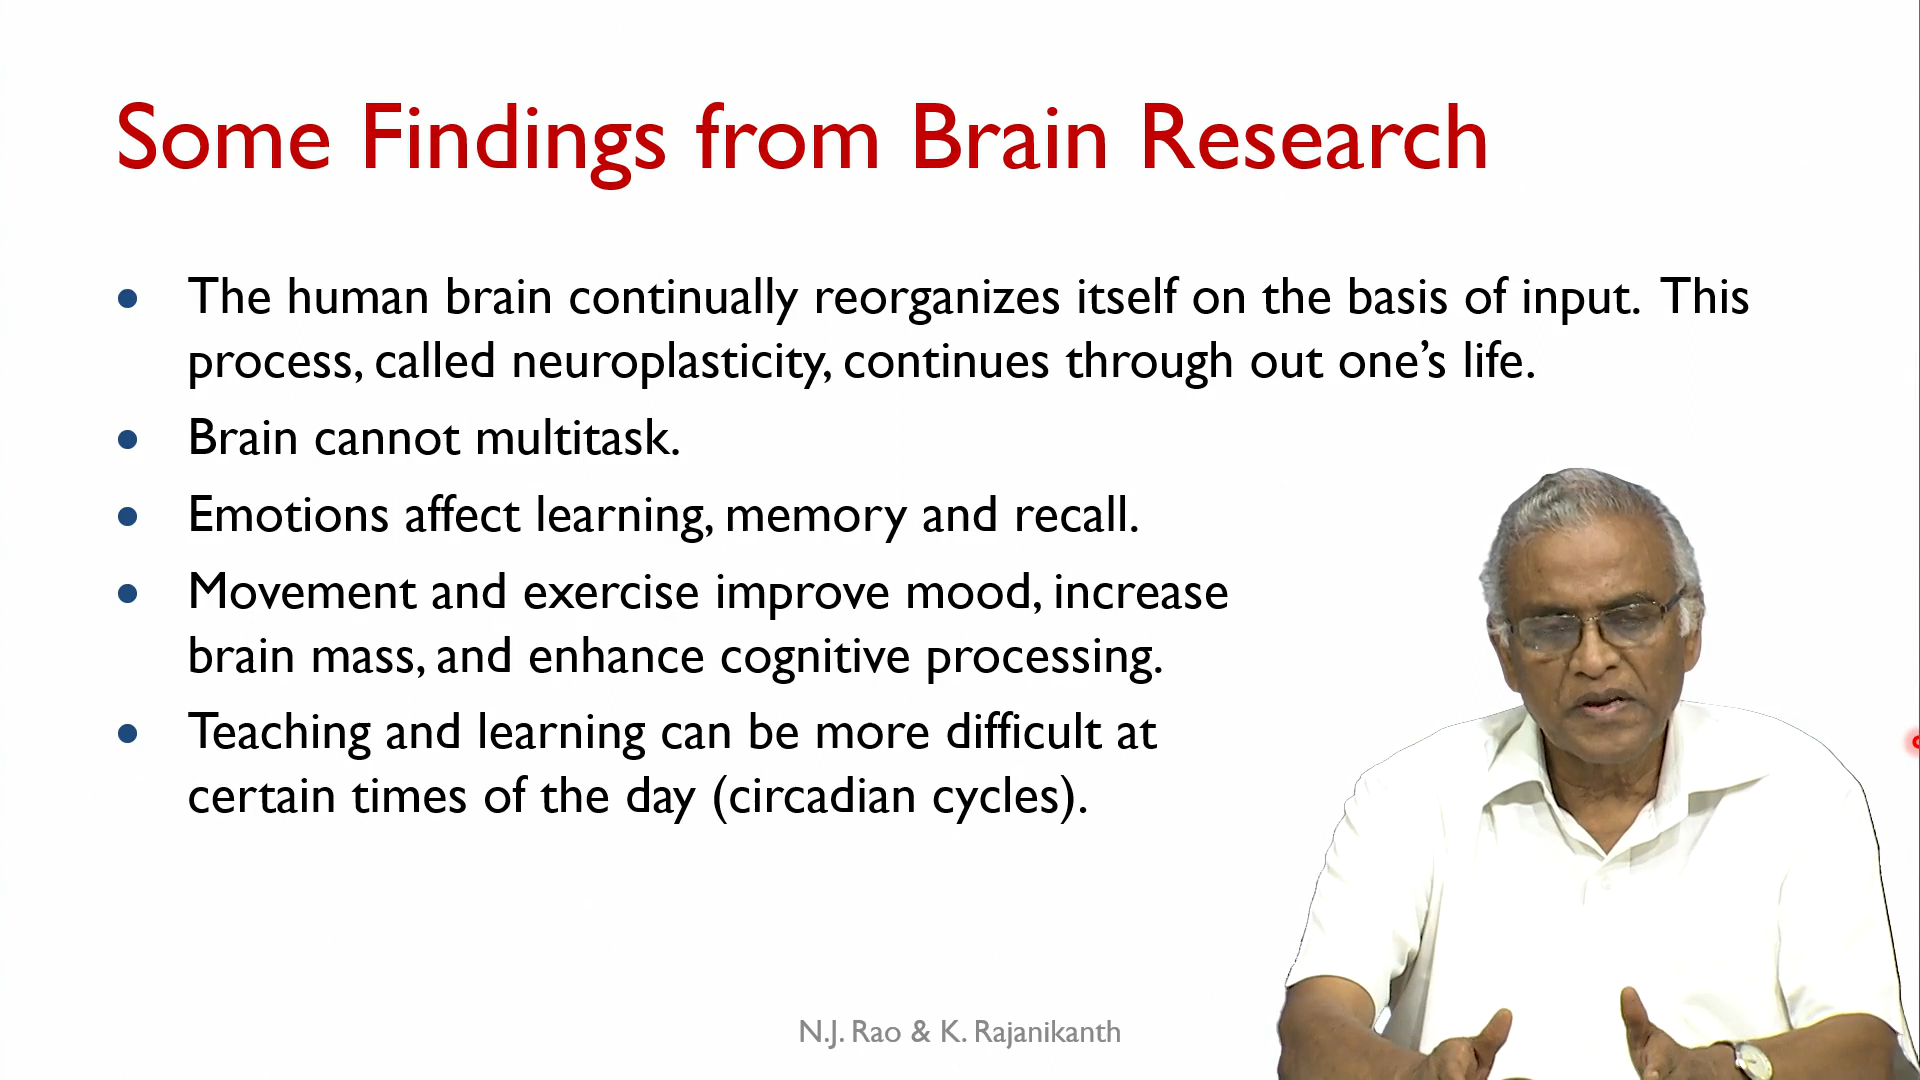 Some Findings from Brain Research
• The human brain continually reorganizes itself on the basis of input. This
process, called neuroplasticity, continues through out one’s life.
• Brain cannot multitask.
• Emotions affect learning, memory and recall.
• Movement and exercise improve mood, increase
brain mass, and enhance cognitive processing.
• Teaching and learning can be more difficult at
certain times of the day (circadian cycles).
N.J. Rao & K. Rajanikanth